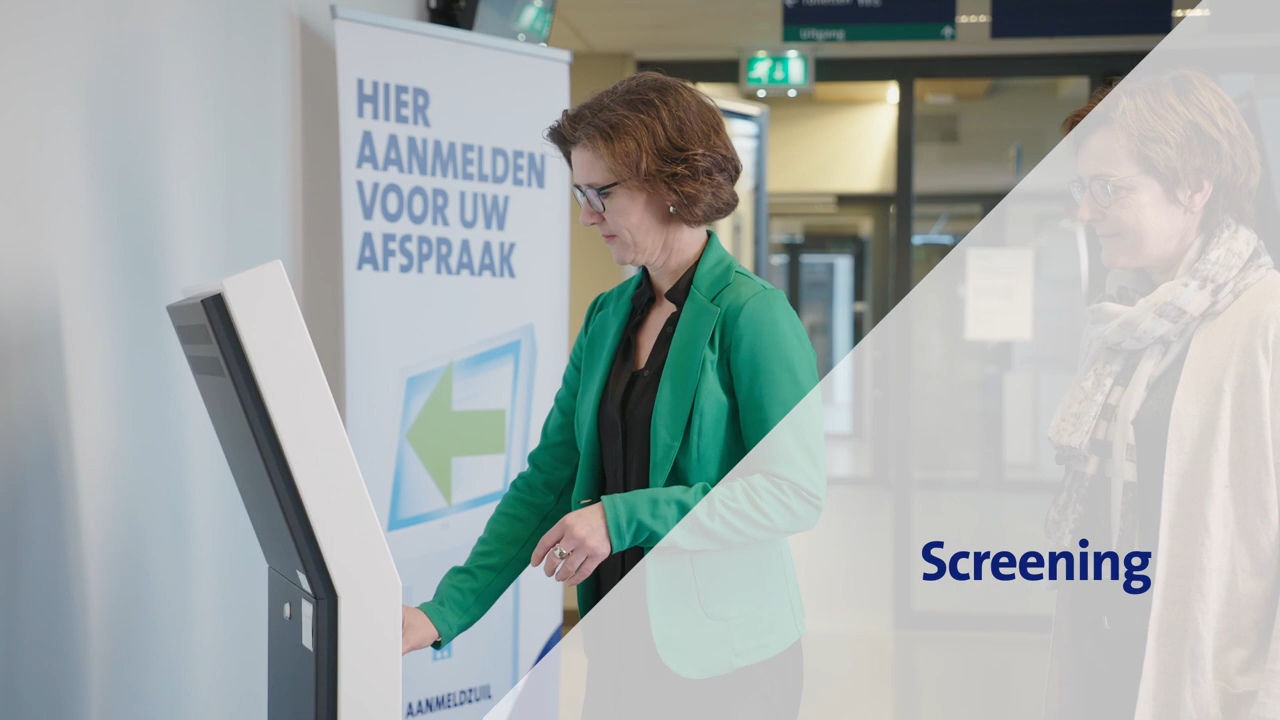 Uitgang
HIER
AANMELDEN
VOOR UW
AFSPRAAK
Screening
AANMELDZUIL